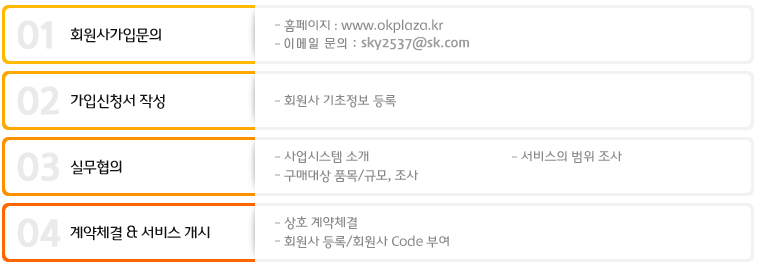 01 회원사가입문의
- 홈페이지 : www.okplaza.kr
- 이메일 문의 : sky2537@sk.com
02 가입신청서 작성
- 회원사 기초정보 등록
03 실무협의
- 사업시스템 소개 - 서비스의 범위 조사
- 구매대상 품목/규모, 조사
04 계약체결 & 서비스 개시
- 상호 계약체결
- 회원사 등록/회원사 Code 부여